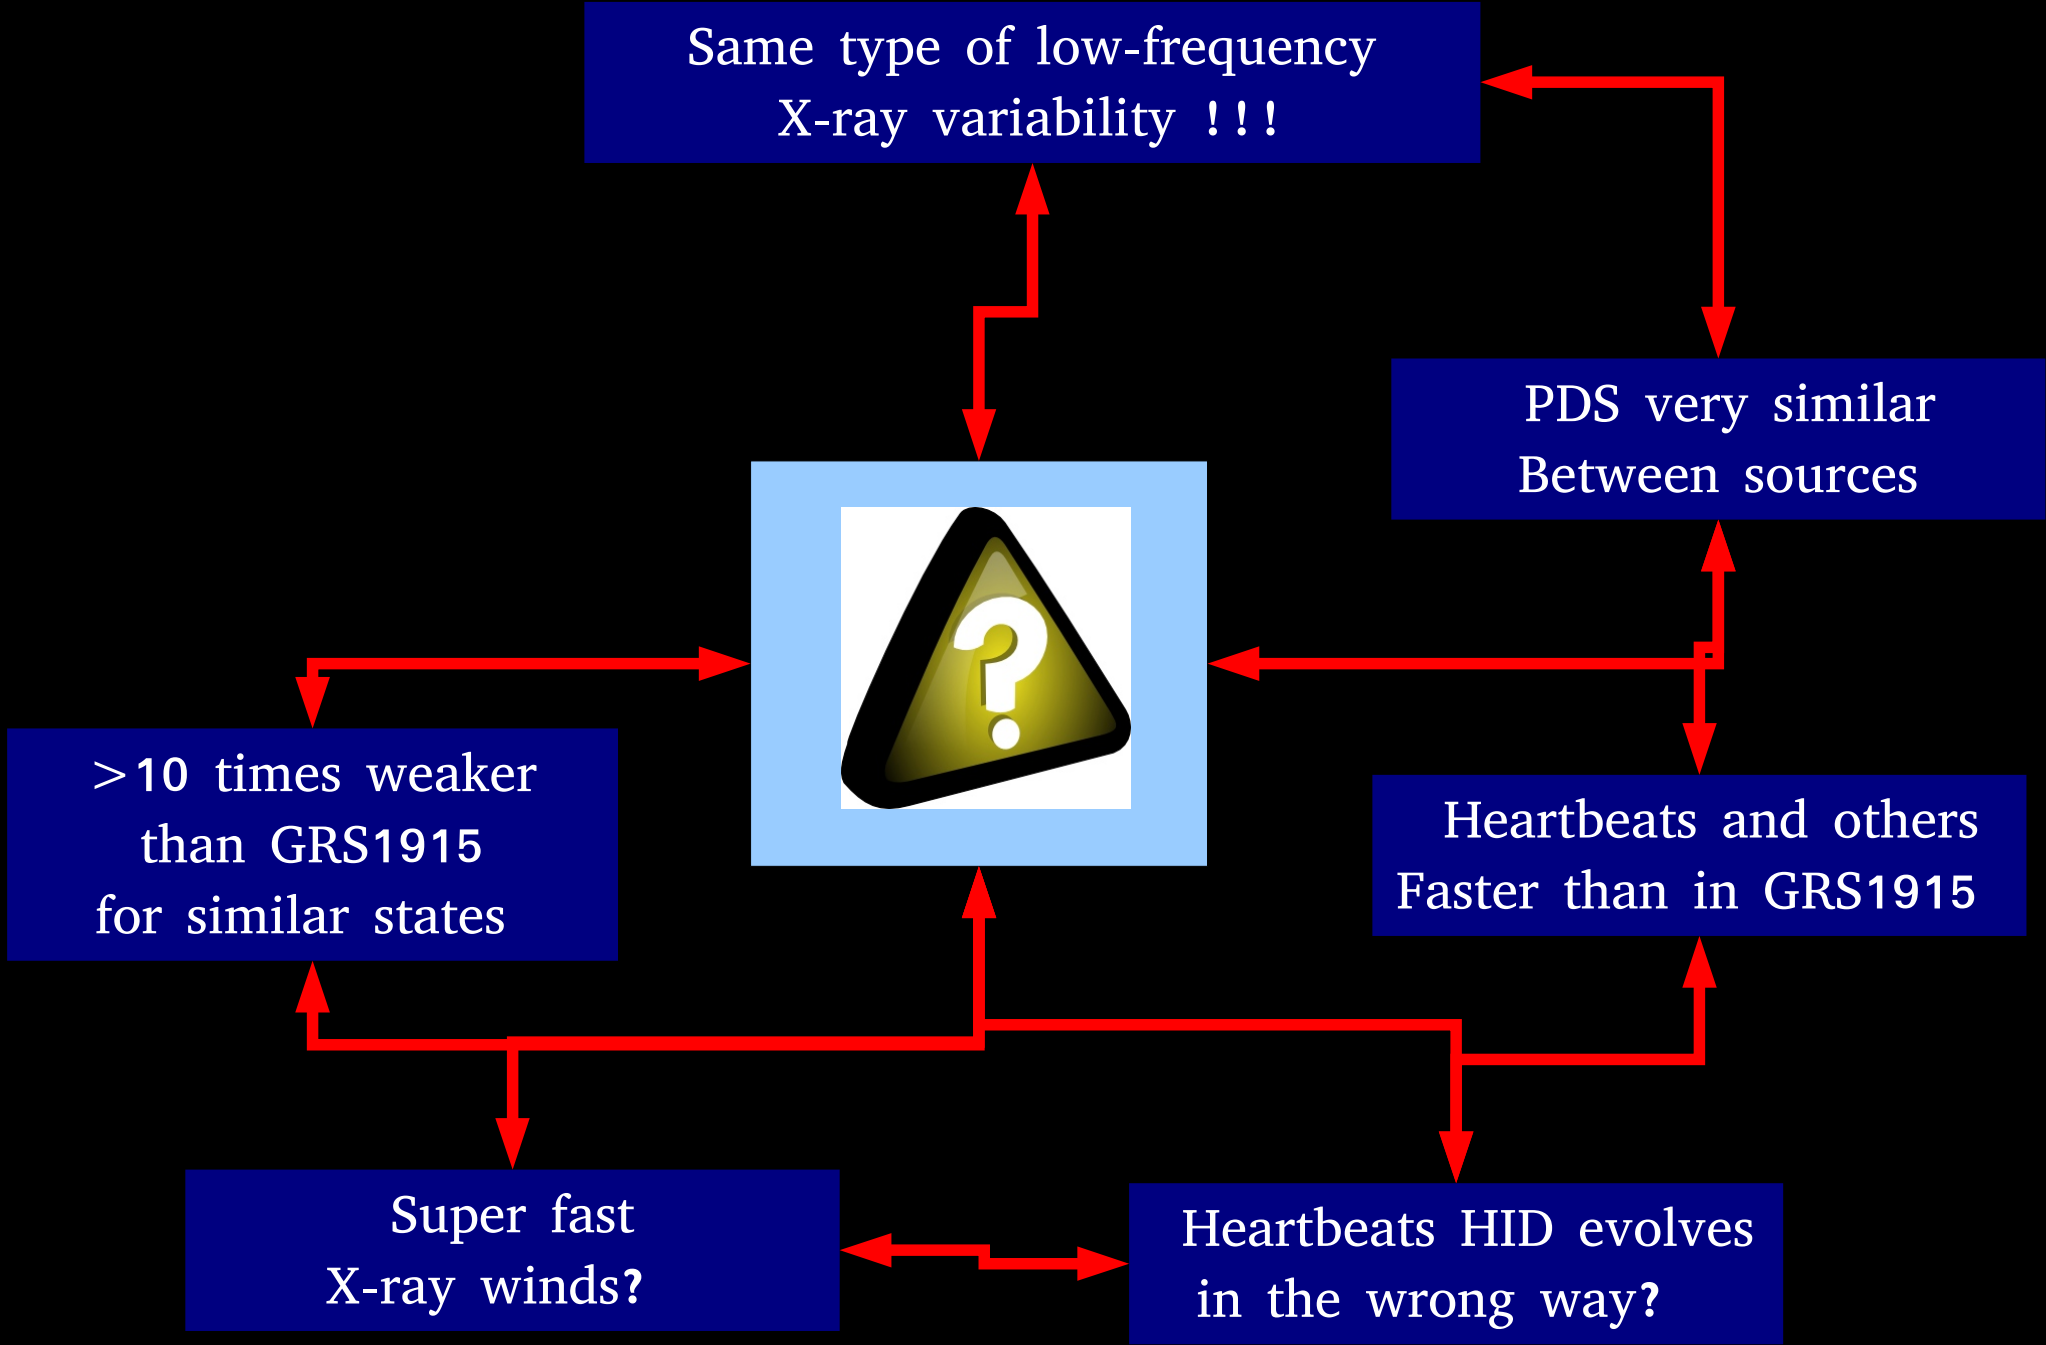 Same type of low-frequency
X-ray variability !!!
PDS very similar
Between sources
?
>10 times weaker
than GRS1915
for similar states
Heartbeats and others
Faster than in GRS1915
Super fast
X-ray winds?
Heartbeats HID evolves
in the wrong way?